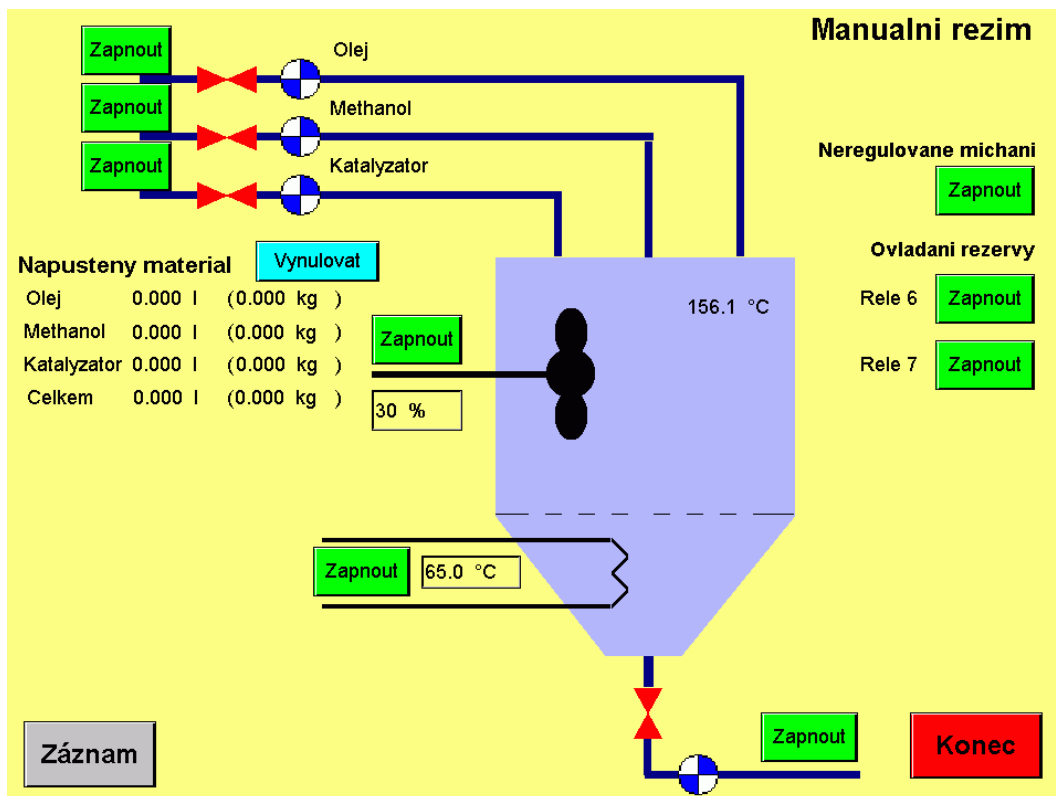 Manualni rezim
Zapnout
Olej
Zapnout
Methanol
Zapnout
Katalyzator
Neregulovane michani
Zapnout
Ovladani rezervy
Rele 6 Zapnout
Rele 7 Zapnout
Napusteny material Vynulovat
Olej 0.000 l (0.000 kg )
Methanol 0.000 l (0.000 kg )
Katalyzator 0.000 l (0.000 kg )
Celkem 0.000 l (0.000 kg )
Zapnout
30 %
156.1 °C
Zapnout 65.0 °C
Záznam
Zapnout
Konec